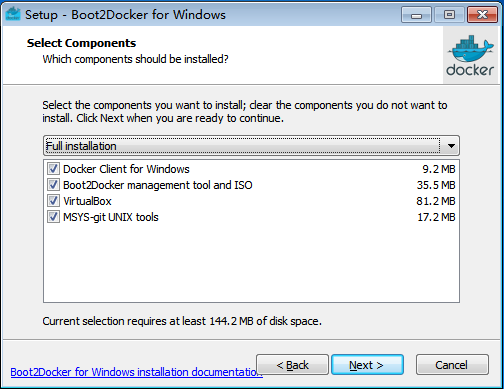 Setup - Boot2Docker for Windows
Select Components
Which components should be installed?
docker
Select the components you want to install; clear the components you do not want to
install. Click Next when you are ready to continue.
Full installation
Docker Client for Windows 9.2 MB
Boot2Docker management tool and ISO 35.5 MB
VirtualBox 81.2 MB
MSYS-git UNIX tools 17.2 MB
Current selection requires at least 144.2 MB of disk space.
Boot2Docker for Windows installation documentation < Back Next > Cancel